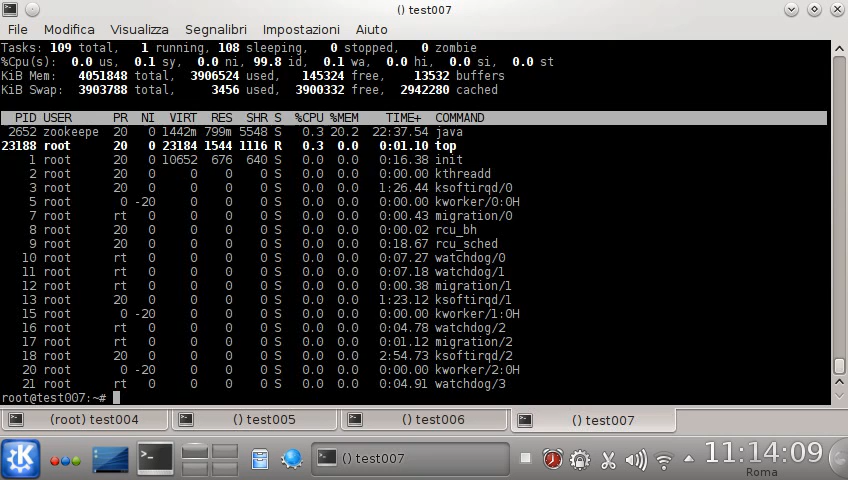 () test007
File Modifica Visualizza Segnalibri Impostazioni Aiuto
Tasks: 109 total, 1 running, 108 sleeping, 0 stopped, 0 zombie
%Cpu(s): 0.0 us, 0.1 sy, 0.0 ni, 99.8 id, 0.1 wa, 0.0 hi, 0.0 si, 0.0 st
KiB Mem: 4051848 total, 3906524 used, 145324 free, 13532 buffers
KiB Swap: 3903788 total, 3456 used, 3900332 free, 2942280 cached
PID USER PR NI VIRT RES SHR S %CPU %MEM TIME+ COMMAND
2652 zookeepe 20 0 1442m 799m 5548 S 0.3 20.2 22:37.54 java
23188 root 20 0 23184 1544 1116 R 0.3 0.0 0:01.10 top
1 root 20 0 10652 676 640 S 0.0 0.0 0:16.38 init
2 root 20 0 0 0 0 S 0.0 0.0 0:00.00 kthreadd
3 root 20 0 0 0 0 S 0.0 0.0 1:26.44 ksoftirqd/0
5 root 0 -20 0 0 0 S 0.0 0.0 0:00.00 kworker/0:0H
7 root rt 0 0 0 0 S 0.0 0.0 0:00.43 migration/0
8 root 20 0 0 0 0 S 0.0 0.0 0:00.02 rcu_bh
9 root 20 0 0 0 0 S 0.0 0.0 0:18.67 rcu_sched
10 root rt 0 0 0 0 S 0.0 0.0 0:07.27 watchdog/0
11 root rt 0 0 0 0 S 0.0 0.0 0:07.18 watchdog/1
12 root rt 0 0 0 0 S 0.0 0.0 0:00.38 migration/1
13 root 20 0 0 0 0 S 0.0 0.0 1:23.12 ksoftirqd/1
15 root 0 -20 0 0 0 S 0.0 0.0 0:00.00 kworker/1:0H
16 root rt 0 0 0 0 S 0.0 0.0 0:04.78 watchdog/2
17 root rt 0 0 0 0 S 0.0 0.0 0:01.12 migration/2
18 root 20 0 0 0 0 S 0.0 0.0 2:54.73 ksoftirqd/2
20 root 0 -20 0 0 0 S 0.0 0.0 0:00.00 kworker/2:0H
21 root rt 0 0 0 0 S 0.0 0.0 0:04.91 watchdog/3
root@test007:~#
(root) test004 () test005 () test006 () test007
() test007 11:14:09
Roma